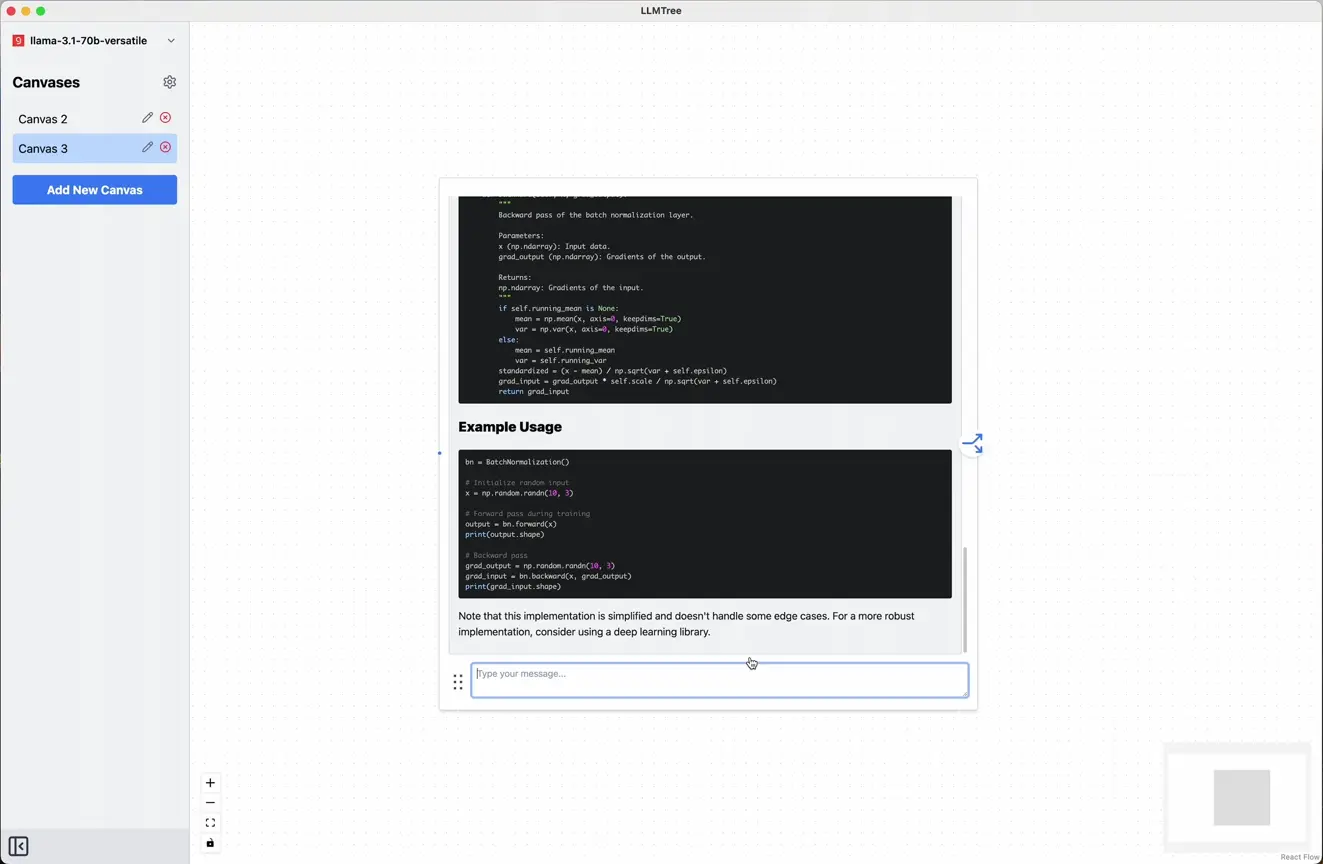 LLMTree
9 llama-3.1-70b-versatile
Canvases
Canvas 2
Canvas 3
Add New Canvas
"""
Backward pass of the batch normalization layer.
Parameters:
x (np.ndarray): Input data.
grad_output (np.ndarray): Gradients of the output.
Returns:
np.ndarray: Gradients of the input.
"""
if self.running_mean is None:
mean = np.mean(x, axis=0, keepdims=True)
var = np.var(x, axis=0, keepdims=True)
else:
mean = self.running_mean
var = self.running_var
standardized = (x - mean) / np.sqrt(var + self.epsilon)
grad_input = grad_output * self.scale / np.sqrt(var + self.epsilon)
return grad_input
Example Usage
bn = BatchNormalization()
# Initialize random input
x = np.random.randn(10, 3)
# Forward pass during training
output = bn.forward(x)
print(output.shape)
# Backward pass
grad_output = np.random.randn(10, 3)
grad_input = bn.backward(x, grad_output)
print(grad_input.shape)
Note that this implementation is simplified and doesn't handle some edge cases. For a more robust
implementation, consider using a deep learning library.
Type your message...
React Flow